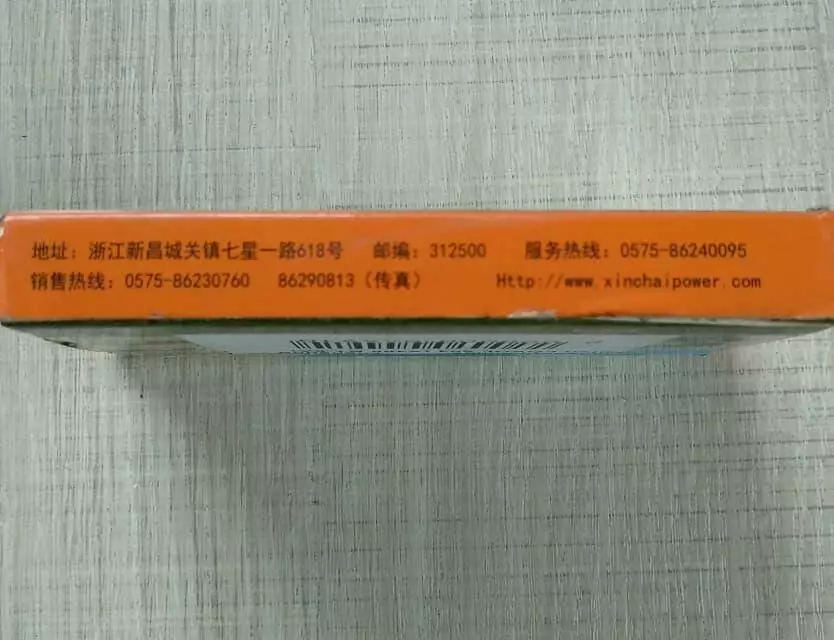 地址：浙江新昌城关镇七星一路618号 邮编：312500 服务热线：0575-86240095
销售热线：0575-86230760 86290813（传真） Http://www.xinchaipower.com